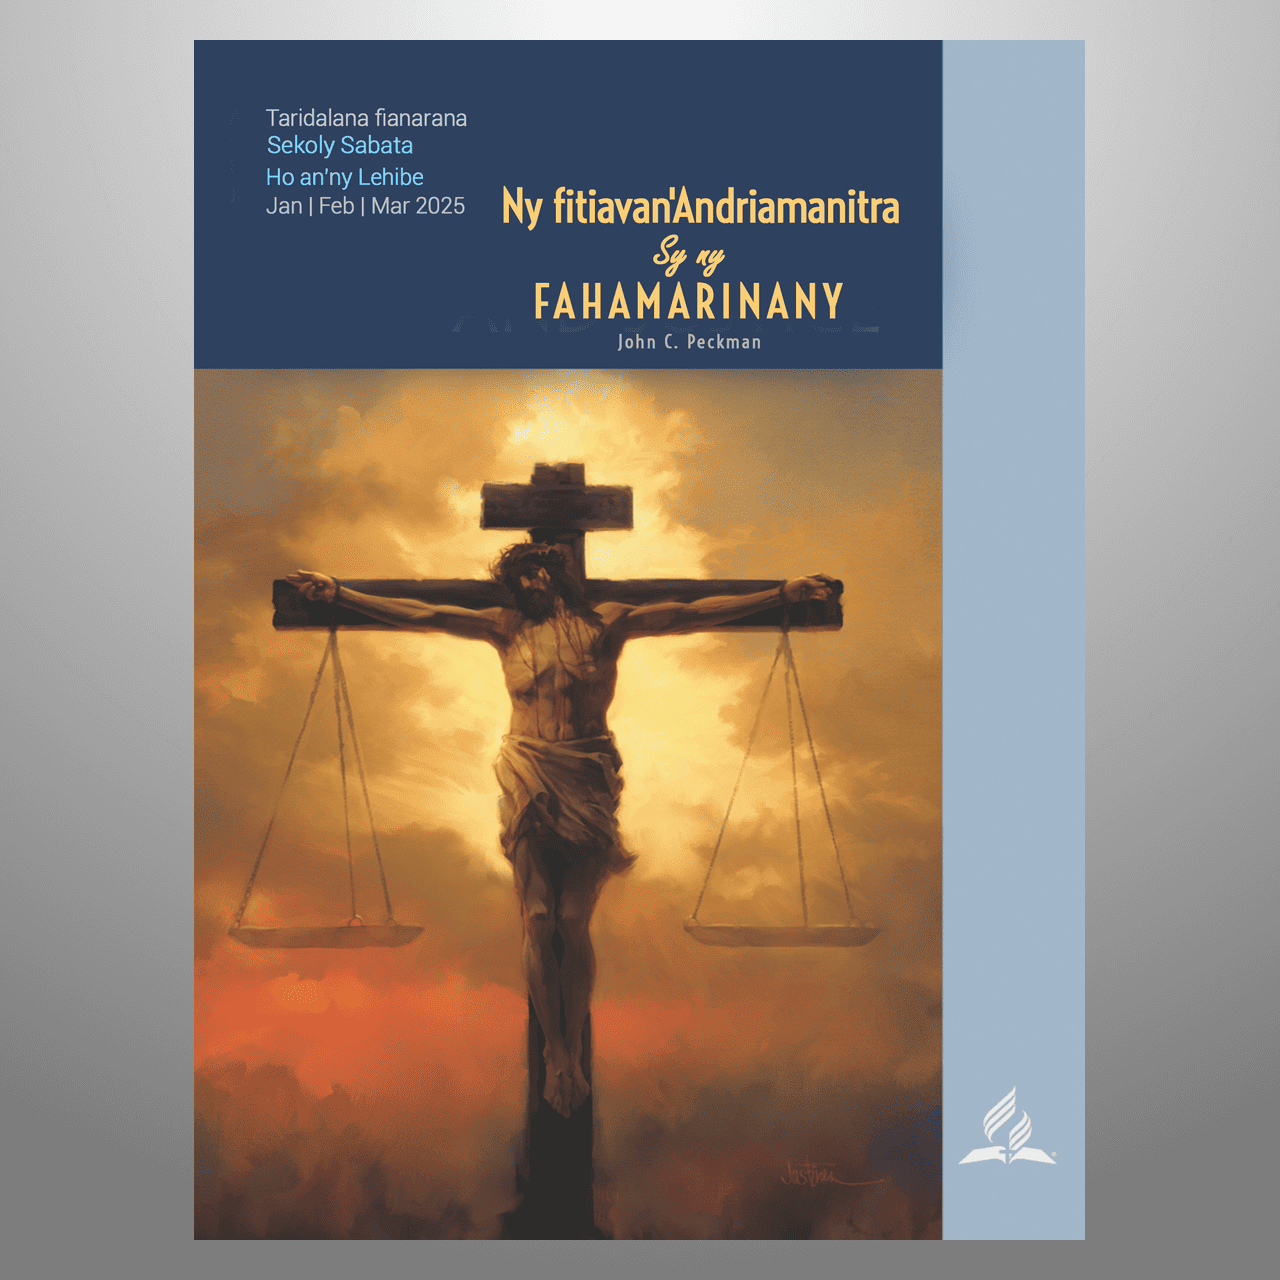 Taridalana fianarana
Sekoly Sabata
Ho an'ny Lehibe
Jan | Feb | Mar 2025
Ny fitiavan'Andriamanitra
Sy ny
FAHAMARINANY
John C. Peckman